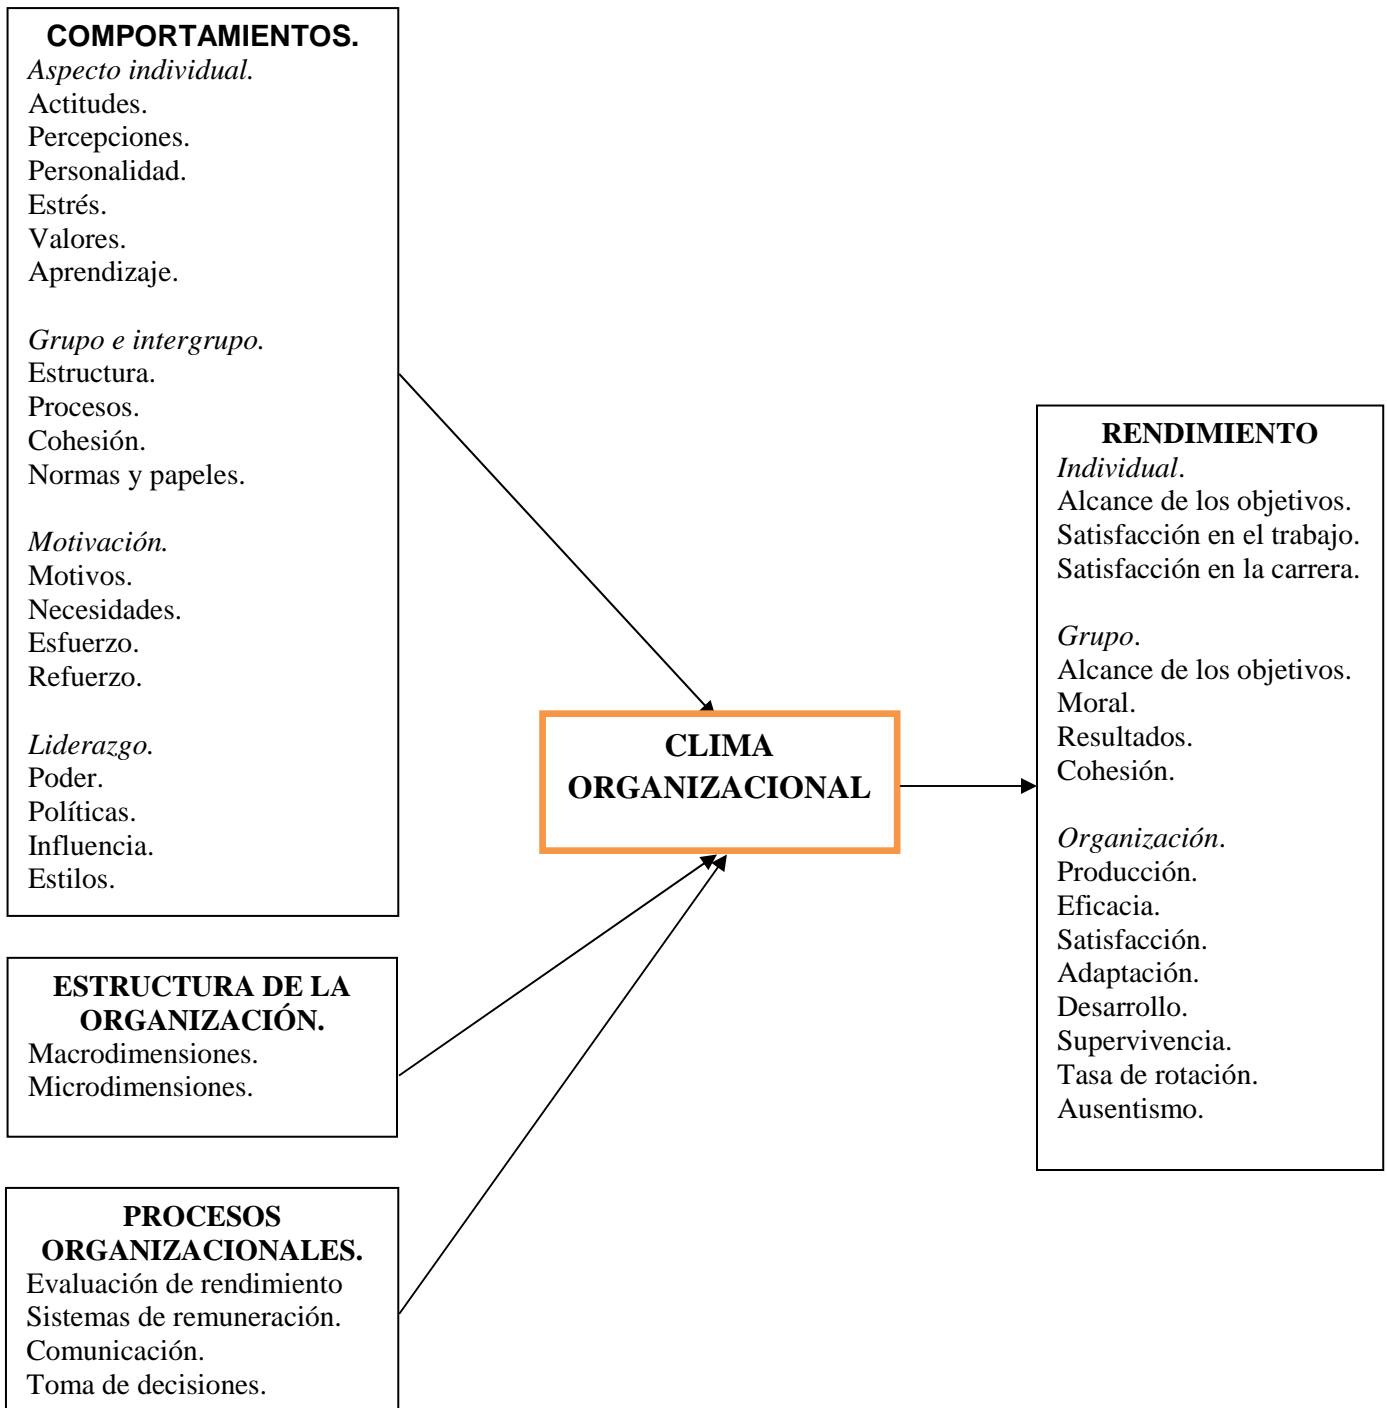 COMPORTAMIENTOS.
Aspecto individual.
Actitudes.
Percepciones.
Personalidad.
Estrés.
Valores.
Aprendizaje.
Grupo e intergrupo.
Estructura.
Procesos.
Cohesión.
Normas y papeles.
Motivación.
Motivos.
Necesidades.
Esfuerzo.
Refuerzo.
Liderazgo.
Poder.
Políticas.
Influencia.
Estilos.
ESTRUCTURA DE LA
ORGANIZACIÓN.
Macrodimensiones.
Microdimensiones.
PROCESOS
ORGANIZACIONALES.
Evaluación de rendimiento
Sistemas de remuneración.
Comunicación.
Toma de decisiones.
CLIMA
ORGANIZACIONAL
RENDIMIENTO
Individual.
Alcance de los objetivos.
Satisfacción en el trabajo.
Satisfacción en la carrera.
Grupo.
Alcance de los objetivos.
Moral.
Resultados.
Cohesión.
Organización.
Producción.
Eficacia.
Satisfacción.
Adaptación.
Desarrollo.
Supervivencia.
Tasa de rotación.
Ausentismo.